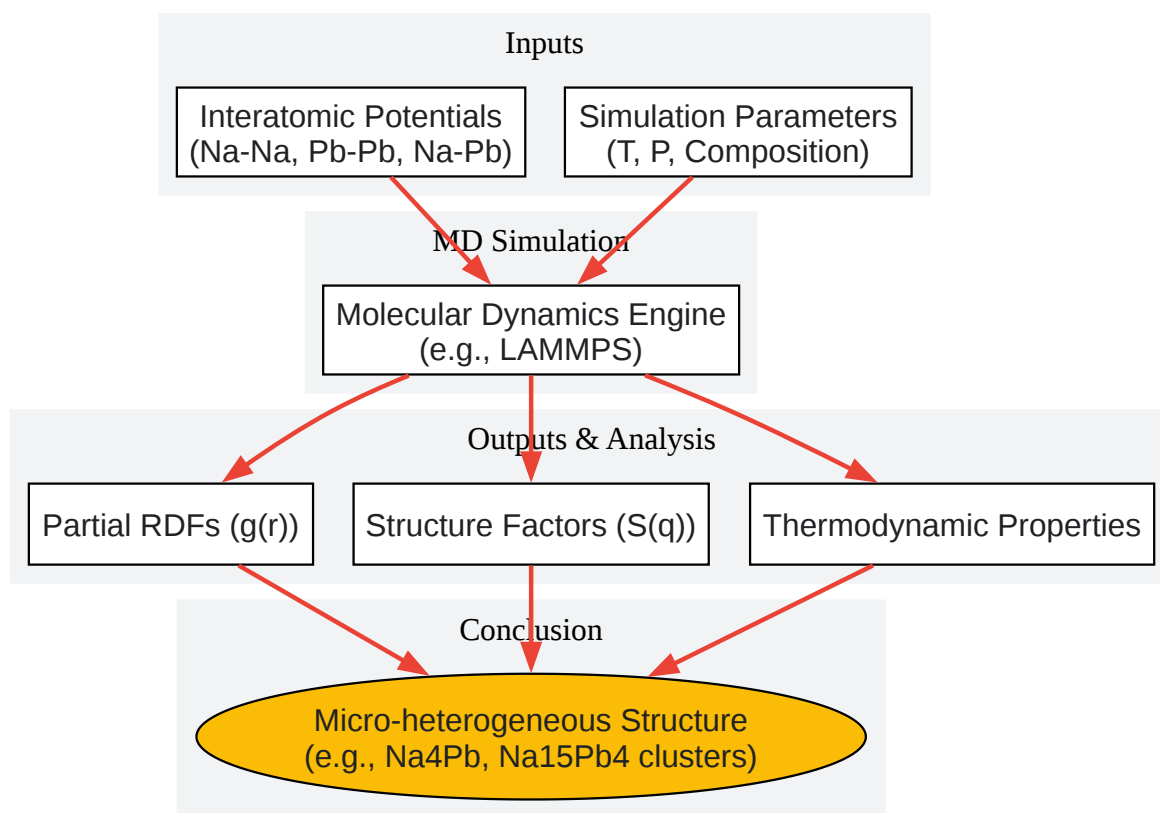 Inputs
Interatomic Potentials
(Na-Na, Pb-Pb, Na-Pb)
Simulation Parameters
(T, P, Composition)
MD Simulation
Molecular Dynamics Engine
(e.g., LAMMPS)
Outputs & Analysis
Partial RDFs (g(r))
Structure Factors (S(q))
Thermodynamic Properties
Conclusion
Micro-heterogeneous Structure
(e.g., Na4Pb, Na15Pb4 clusters)